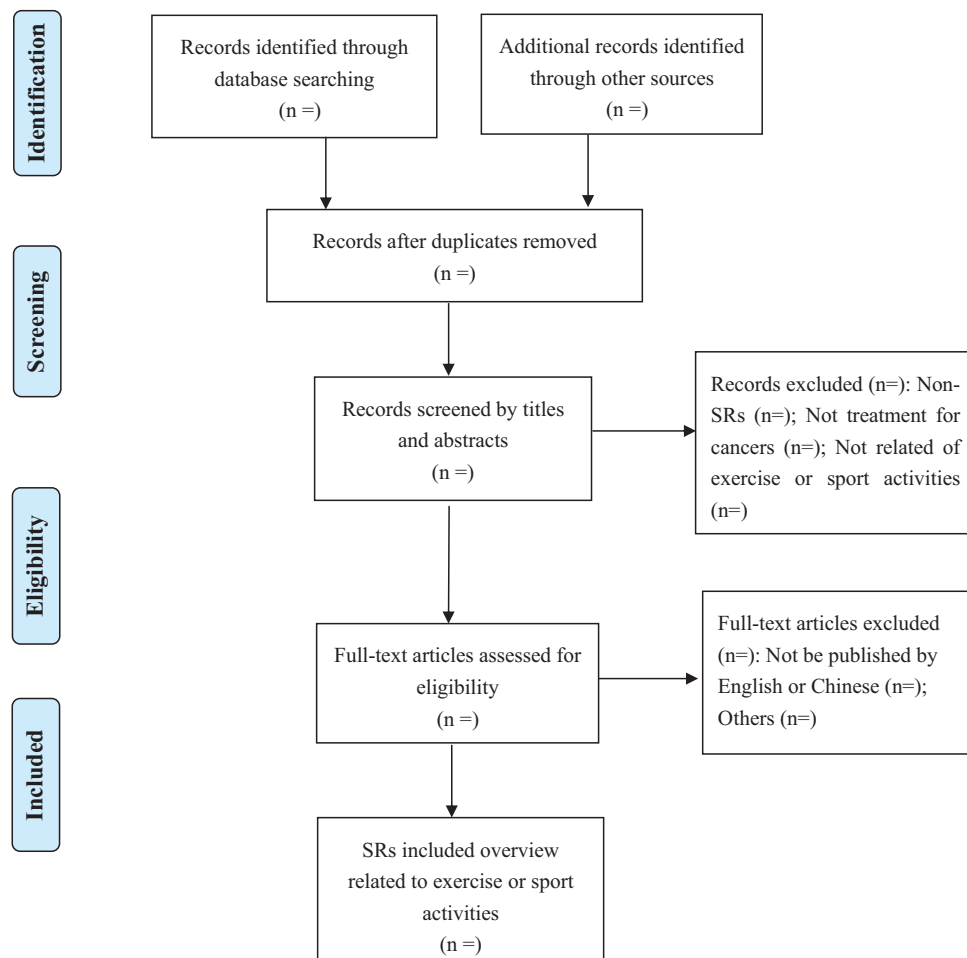 Identification
Records identified through
database searching
(n =)
Additional records identified
through other sources
(n =)
Records after duplicates removed
(n =)
Screening
Records screened by titles
and abstracts
(n =)
Records excluded (n=): Non-
SRs (n=); Not treatment for
cancers (n=); Not related of
exercise or sport activities
(n=)
Eligibility
Full-text articles assessed for
eligibility
(n =)
Full-text articles excluded
(n=): Not be published by
English or Chinese (n=);
Others (n=)
Included
SRs included overview
related to exercise or sport
activities
(n =)